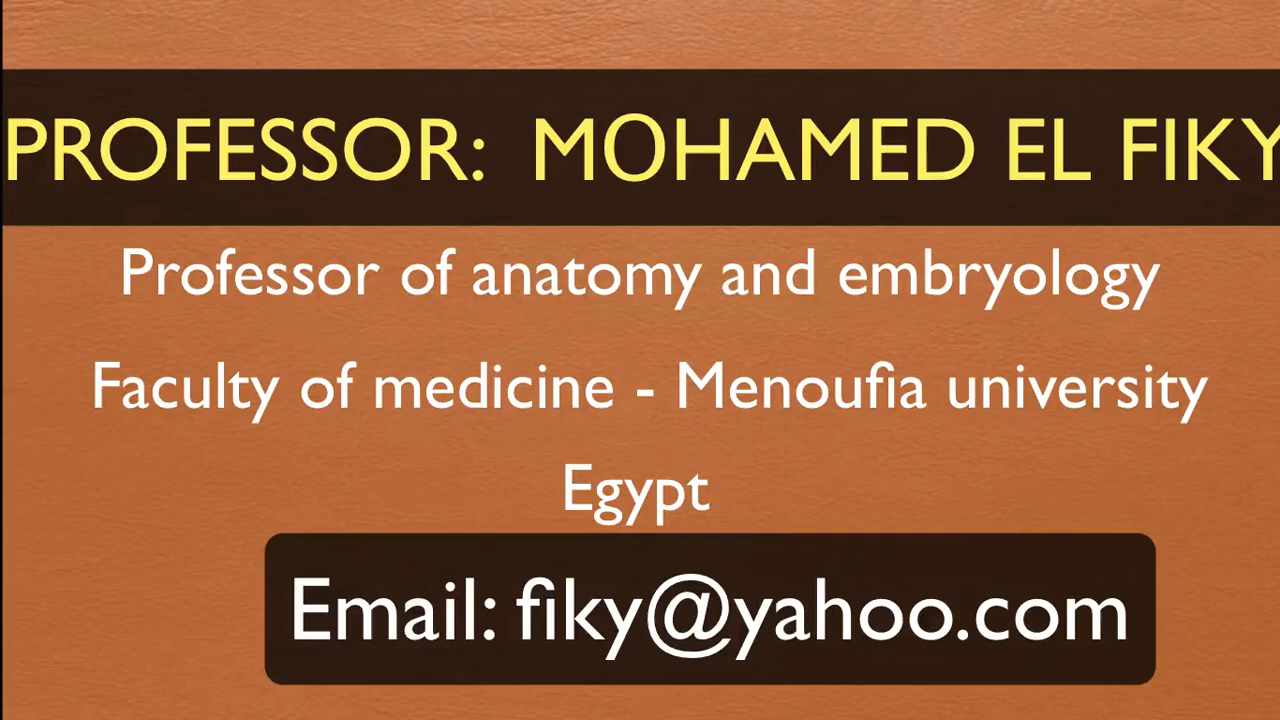 PROFESSOR: MOHAMED EL FIKY
Professor of anatomy and embryology
Faculty of medicine - Menoufia university
Egypt
Email: fiky@yahoo.com